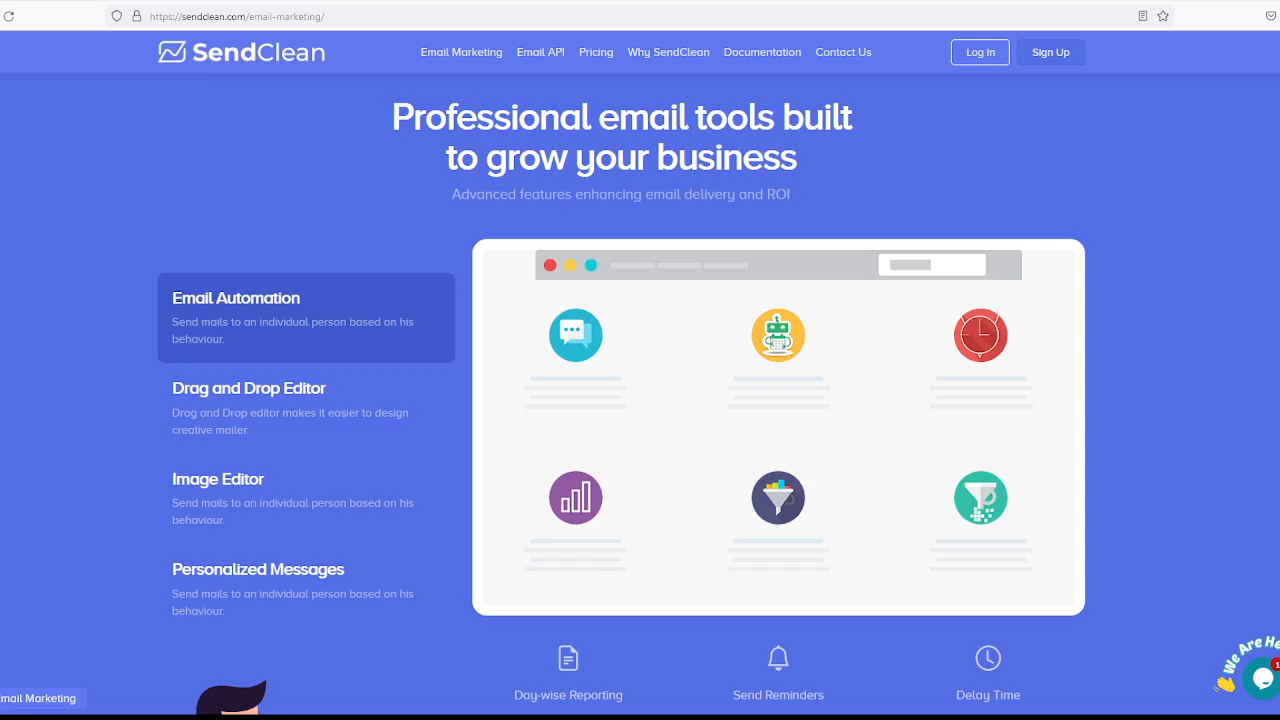 https://sendclean.com/email-marketing/
SendClean
Email Marketing Email API Pricing Why SendClean Documentation Contact Us Log In Sign Up
Professional email tools built
to grow your business
Advanced features enhancing email delivery and ROI
Email Automation
Send mails to an individual person based on his
behaviour.
Drag and Drop Editor
Drag and Drop editor makes it easier to design
creative mailer.
Image Editor
Send mails to an individual person based on his
behaviour.
Personalized Messages
Send mails to an individual person based on his
behaviour.
Day-wise Reporting Send Reminders Delay Time
We Are He
1
mail Marketing